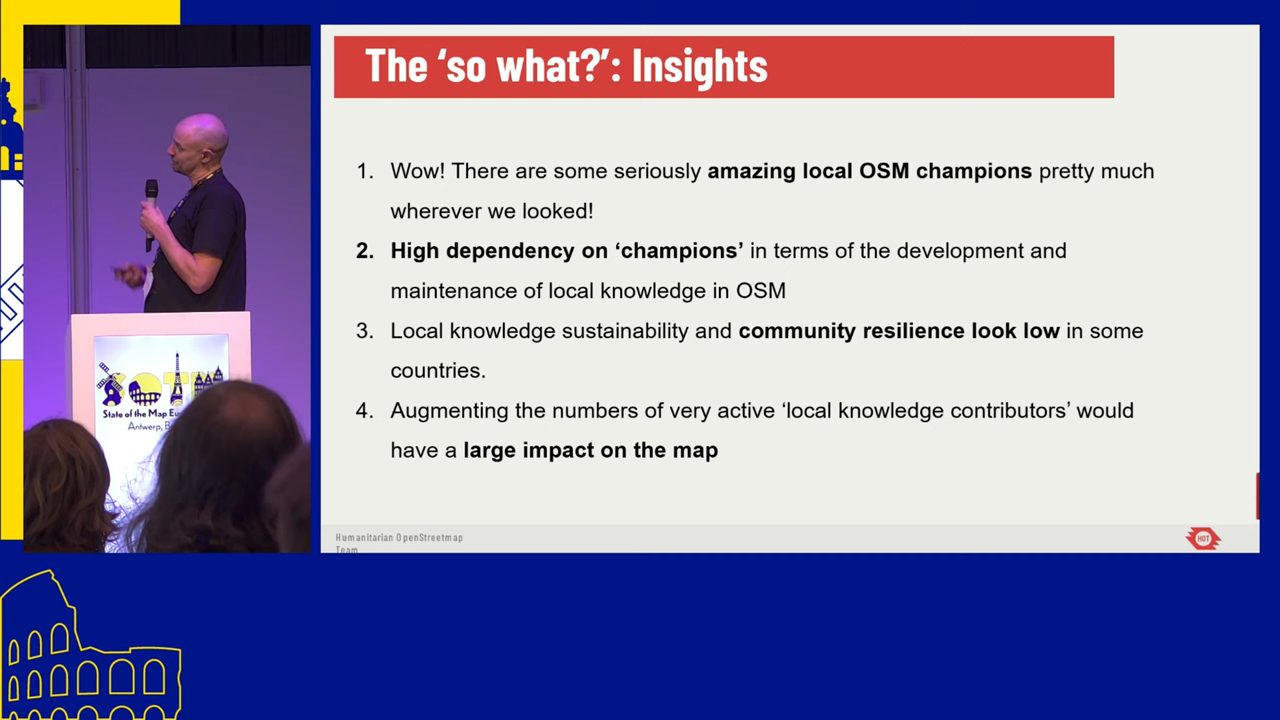 The ‘so what?’: Insights
1. Wow! There are some seriously amazing local OSM champions pretty much
wherever we looked!
2. High dependency on ‘champions’ in terms of the development and
maintenance of local knowledge in OSM
3. Local knowledge sustainability and community resilience look low in some
countries.
4. Augmenting the numbers of very active ‘local knowledge contributors’ would
have a large impact on the map
Humanitarian OpenStreetmap
Team
HOT
State of the Map
Antwerp,